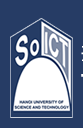 SoICT
HANOI UNIVERSITY OF
SCIENCE AND TECHNOLOGY